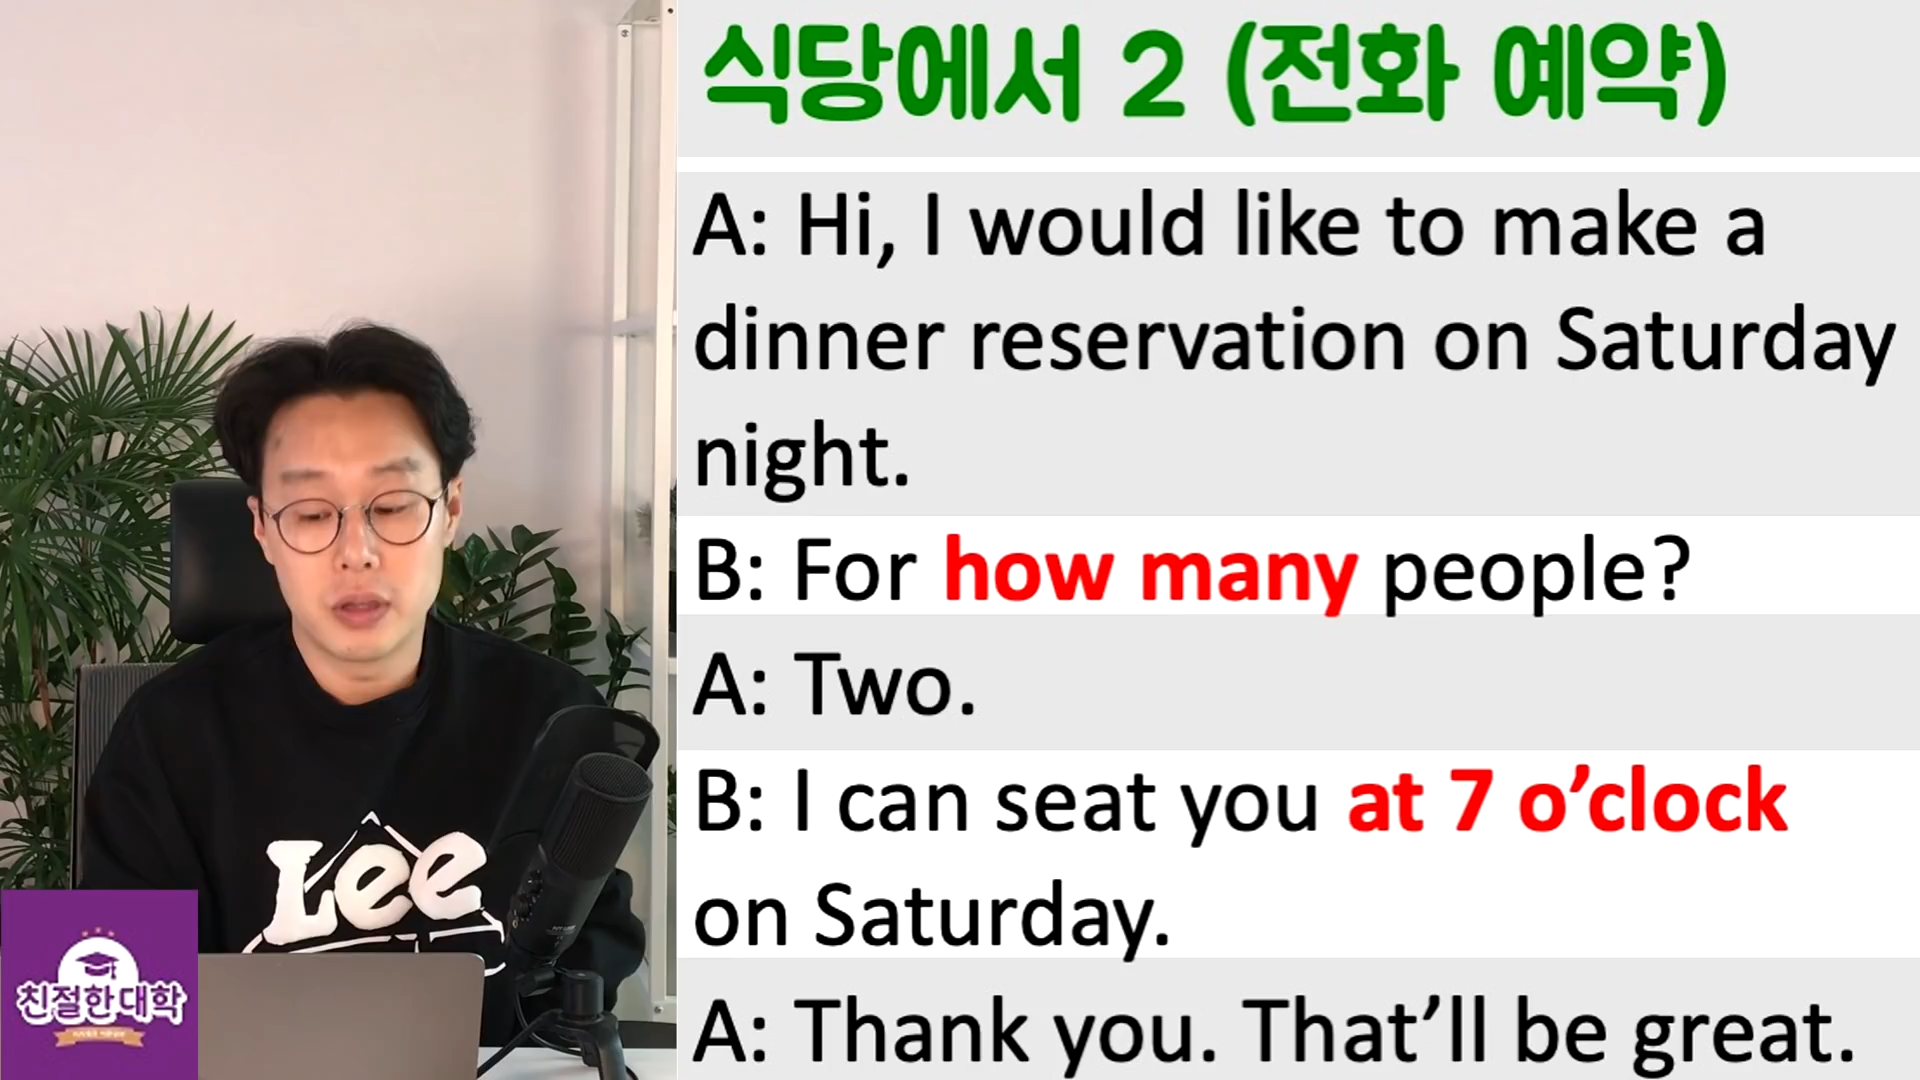 식당에서 2 (전화 예약)
A: Hi, I would like to make a
dinner reservation on Saturday
night.
B: For how many people?
A: Two.
B: I can seat you at 7 o’clock
on Saturday.
A: Thank you. That’ll be great.
Lee
친절한대학